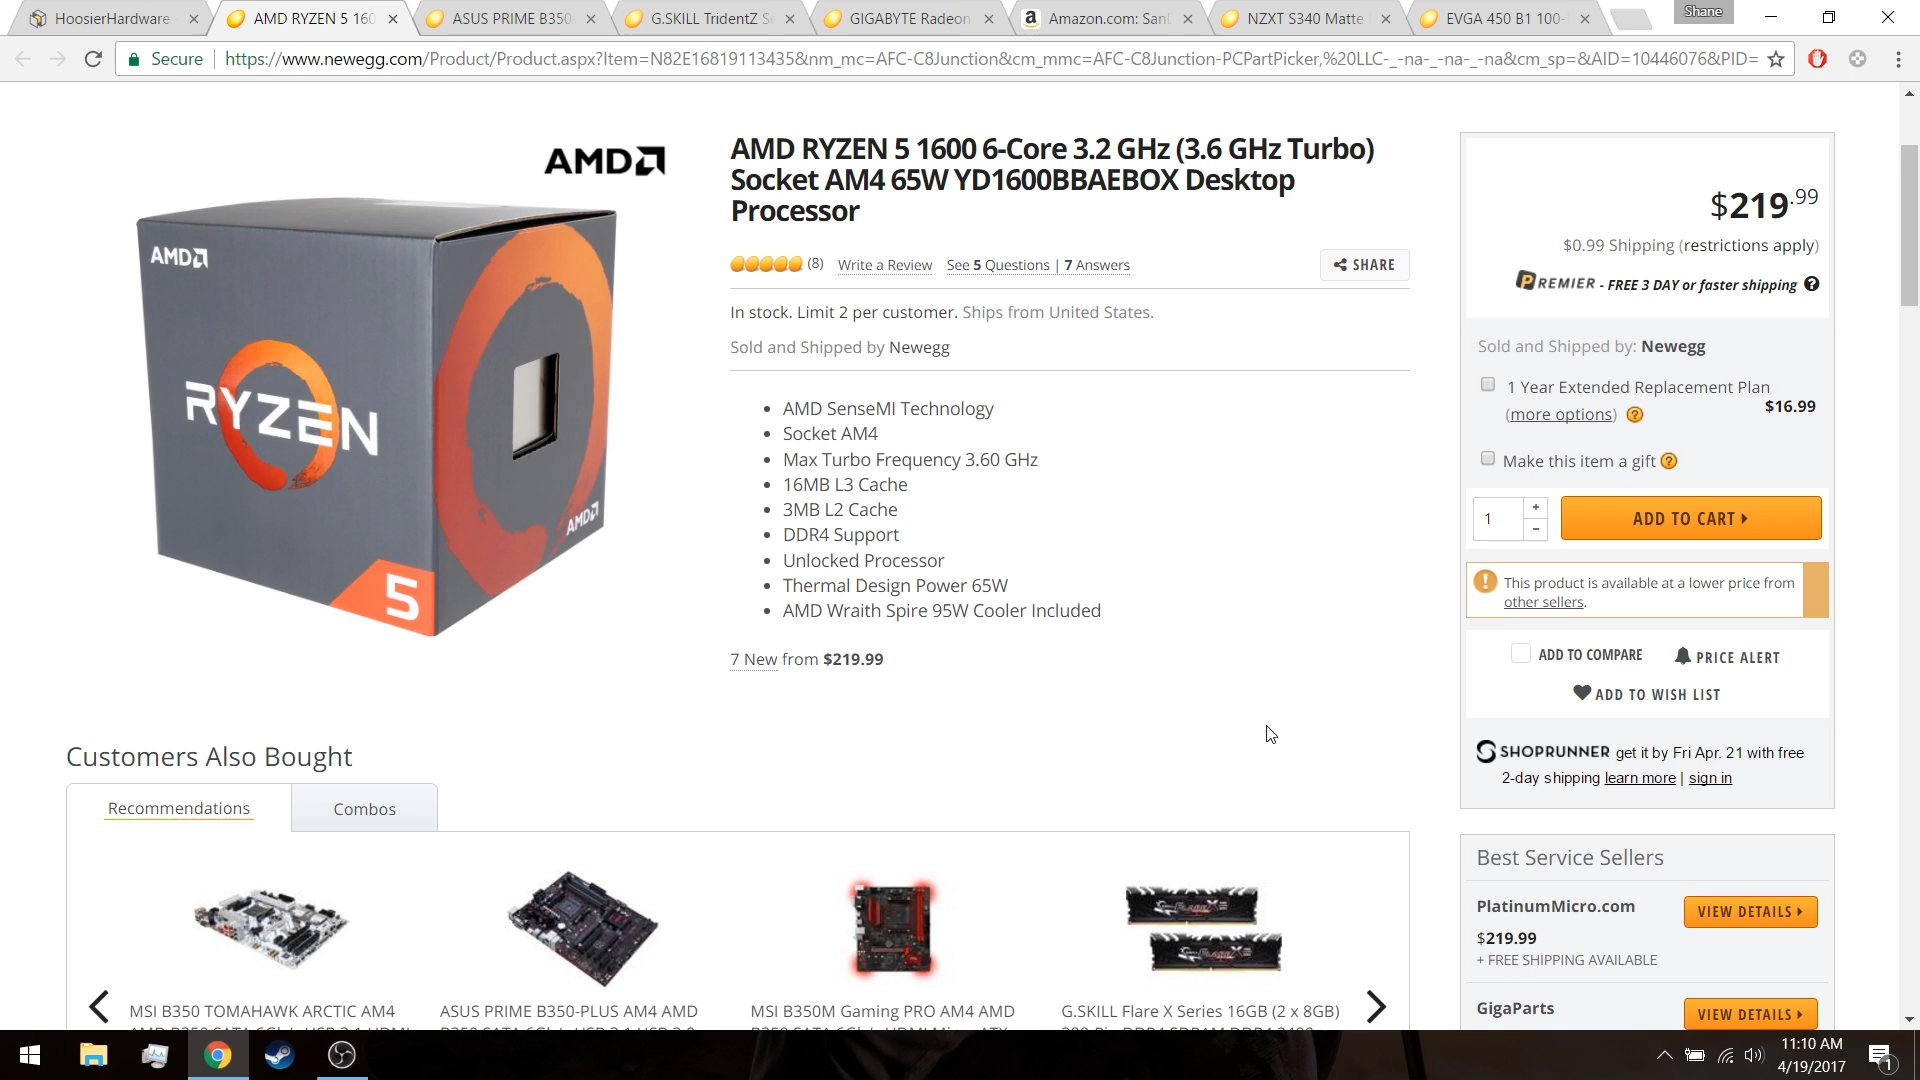 HoosierHardware
AMD RYZEN 5 160
ASUS PRIME B350
G.SKILL TridentZ Se
GIGABYTE Radeon
Amazon.com: SanD
NZXT S340 Matte
EVGA 450 B1 100-
Shane
Secure
https://www.newegg.com/Product/Product.aspx?Item=N82E16819113435&nm_mc=AFC-C8Junction&cm_mmc=AFC-C8Junction-PCPartPicker,%20LLC-_-na-_-na-_-na&cm_sp=&AID=10446076&PID=
AMD
AMD
RYZEN
AMD
5
AMD RYZEN 5 1600 6-Core 3.2 GHz (3.6 GHz Turbo)
Socket AM4 65W YD1600BBAEBOX Desktop
Processor
(8) Write a Review See 5 Questions | 7 Answers
SHARE
In stock. Limit 2 per customer. Ships from United States.
Sold and Shipped by Newegg
AMD SenseMI Technology
Socket AM4
Max Turbo Frequency 3.60 GHz
16MB L3 Cache
3MB L2 Cache
DDR4 Support
Unlocked Processor
Thermal Design Power 65W
AMD Wraith Spire 95W Cooler Included
7 New from $219.99
$219.99
$0.99 Shipping (restrictions apply)
PREMIER - FREE 3 DAY or faster shipping ?
Sold and Shipped by: Newegg
1 Year Extended Replacement Plan
(more options) ? $16.99
Make this item a gift ?
1 + -
ADD TO CART
! This product is available at a lower price from
other sellers.
ADD TO COMPARE
PRICE ALERT
ADD TO WISH LIST
SHOPRUNNER get it by Fri Apr. 21 with free
2-day shipping learn more | sign in
Customers Also Bought
Recommendations
Combos
MSI B350 TOMAHAWK ARCTIC AM4
ASUS PRIME B350-PLUS AM4 AMD
MSI B350M Gaming PRO AM4 AMD
G.SKILL Flare X Series 16GB (2 x 8GB)
Best Service Sellers
PlatinumMicro.com
VIEW DETAILS
$219.99
+ FREE SHIPPING AVAILABLE
GigaParts
VIEW DETAILS
11:10 AM
4/19/2017
1